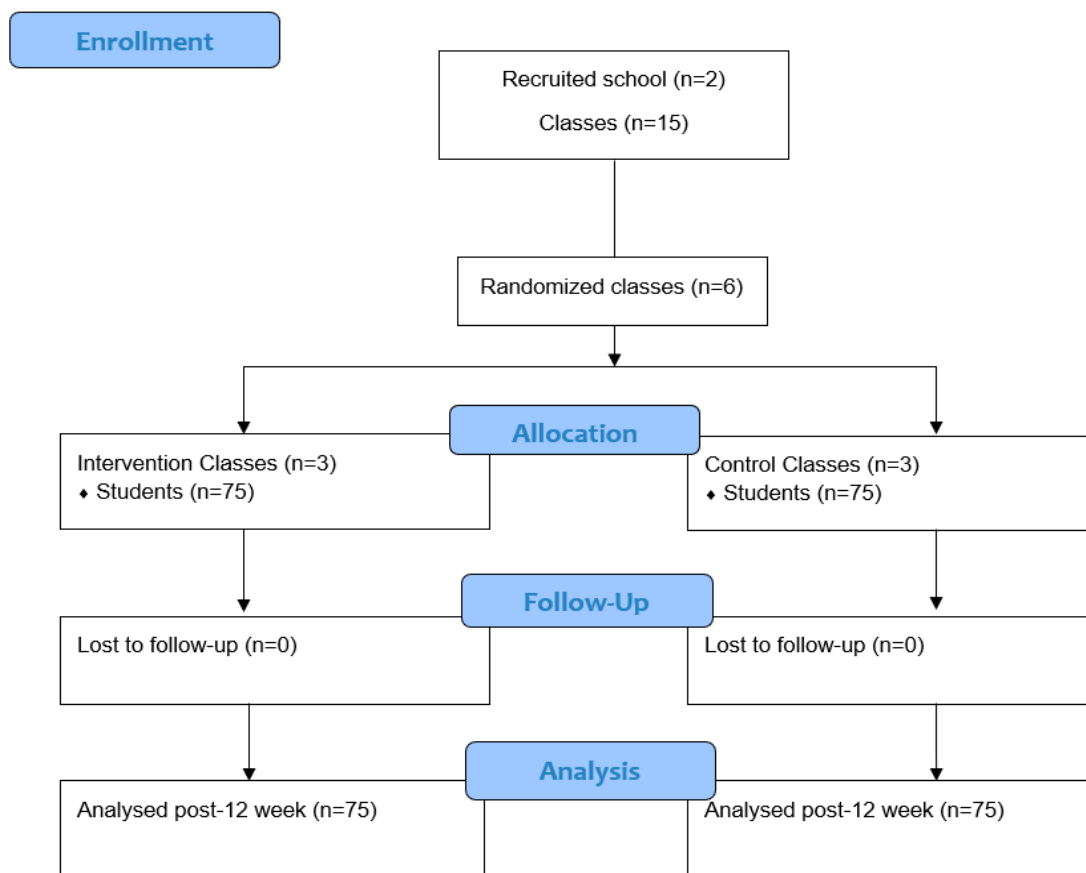 Enrollment
Recruited school (n=2)
Classes (n=15)
Randomized classes (n=6)
Allocation
Intervention Classes (n=3)
♦ Students (n=75)
Control Classes (n=3)
♦ Students (n=75)
Follow-Up
Lost to follow-up (n=0)
Lost to follow-up (n=0)
Analysis
Analysed post-12 week (n=75)
Analysed post-12 week (n=75)